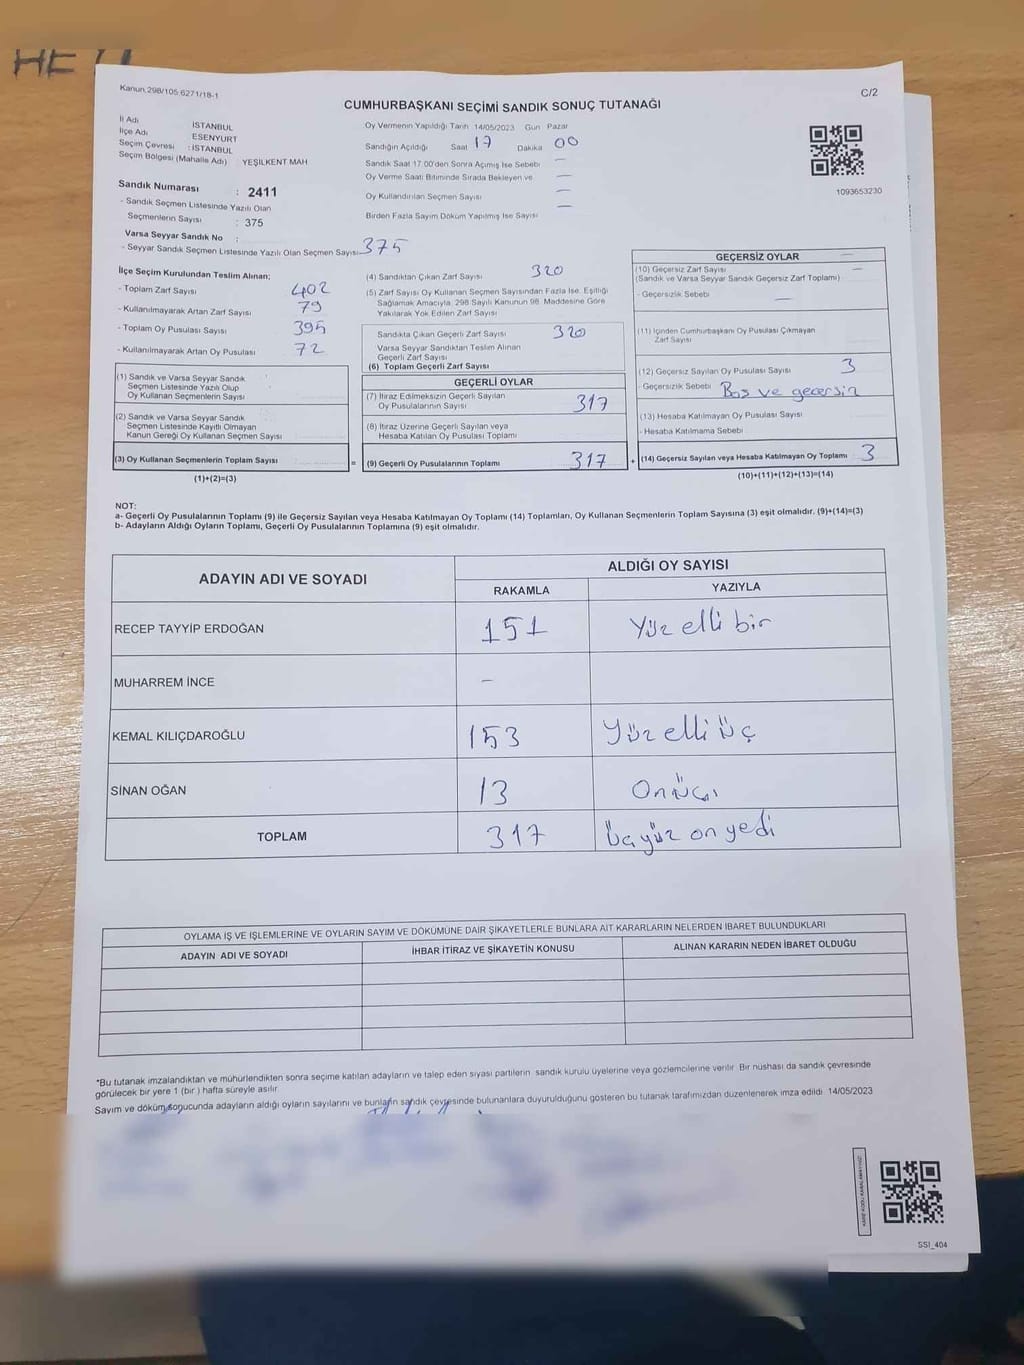 Kanun 298/105 6271/18-1
C/2
CUMHURBAŞKANI SEÇİMİ SANDIK SONUÇ TUTANAĞI
İl Adı : İSTANBUL
İlçe Adı ESENYURT
Seçim Çevresi : İSTANBUL
Seçim Bölgesi (Mahalle Adı) : YEŞİLKENT MAH
Sandık Numarası : 2411
- Sandık Seçmen Listesinde Yazılı Olan
Seçmenlerin Sayısı : 375
Varsa Seyyar Sandık No :
- Seyyar Sandık Seçmen Listesinde Yazılı Olan Seçmen Sayısı 375
Oy Vermenin Yapıldığı Tarih 14/05/2023 Gün Pazar
Sandığın Açıldığı Saat 17 Dakika 00
Sandık Saat 17.00'den Sonra Açımış İse Sebebi —
Oy Verme Saati Bitiminde Sırada Bekleyen ve —
Oy Kullandırılan Seçmen Sayısı —
Birden Fazla Sayım Döküm Yapılmış İse Sayısı —
1093653230
İlçe Seçim Kurulundan Teslim Alınan;
- Toplam Zarf Sayısı 402
- Kullanılmayarak Artan Zarf Sayısı 79
- Toplam Oy Pusulası Sayısı 395
- Kullanılmayarak Artan Oy Pusulası 72
(1) Sandık ve Varsa Seyyar Sandık
Seçmen Listesinde Yazılı Olup
Oy Kullanan Seçmenlerin Sayısı
(2) Sandık ve Varsa Seyyar Sandık
Seçmen Listesinde Kayıtlı Olmayan
Kanun Gereği Oy Kullanan Seçmen Sayısı
(3) Oy Kullanan Seçmenlerin Toplam Sayısı
(1)+(2)=(3)
(4) Sandıktan Çıkan Zarf Sayısı 320
(5) Zarf Sayısı Oy Kullanan Seçmen Sayısından Fazla İse, Eşitliği
Sağlamak Amacıyla, 298 Sayılı Kanunun 98. Maddesine Göre
Yakılarak Yok Edilen Zarf Sayısı
Sandıkta Çıkan Geçerli Zarf Sayısı 320
Varsa Seyyar Sandıktan Teslim Alınan
Geçerli Zarf Sayısı
(6) Toplam Geçerli Zarf Sayısı
GEÇERLİ OYLAR
(7) İtiraz Edilmeksizin Geçerli Sayılan
Oy Pusulalarının Sayısı 317
(8) İtiraz Üzerine Geçerli Sayılan veya
Hesaba Katılan Oy Pusulası Toplamı
= (9) Geçerli Oy Pusulalarının Toplamı 317
GEÇERSİZ OYLAR
(10) Geçersiz Zarf Sayısı —
(Sandık ve Varsa Seyyar Sandık Geçersiz Zarf Toplamı)
- Geçersizlik Sebebi —
(11) İçinden Cumhurbaşkanı Oy Pusulası Çıkmayan
Zarf Sayısı
(12) Geçersiz Sayılan Oy Pusulası Sayısı 3
- Geçersizlik Sebebi Boş ve geçersiz
(13) Hesaba Katılmayan Oy Pusulası Sayısı
- Hesaba Katılmama Sebebi
+ (14) Geçersiz Sayılan veya Hesaba Katılmayan Oy Toplamı 3
(10)+(11)+(12)+(13)=(14)
NOT:
a- Geçerli Oy Pusulalarının Toplamı (9) ile Geçersiz Sayılan veya Hesaba Katılmayan Oy Toplamı (14) Toplamları, Oy Kullanan Seçmenlerin Toplam Sayısına (3) eşit olmalıdır. (9)+(14)=(3)
b- Adayların Aldığı Oyların Toplamı, Geçerli Oy Pusulalarının Toplamına (9) eşit olmalıdır.
ADAYIN ADI VE SOYADI
ALDIĞI OY SAYISI
RAKAMLA YAZIYLA
RECEP TAYYİP ERDOĞAN 151 Yüz elli bir
MUHARREM İNCE –
KEMAL KILIÇDAROĞLU 153 Yüz elli üç
SİNAN OĞAN 13 Onüç
TOPLAM 317 üçyüz on yedi
OYLAMA İŞ VE İŞLEMLERİNE VE OYLARIN SAYIM VE DÖKÜMÜNE DAİR ŞİKAYETLERLE BUNLARA AİT KARARLARIN NELERDEN İBARET BULUNDUKLARI
ADAYIN ADI VE SOYADI İHBAR İTİRAZ VE ŞİKAYETİN KONUSU ALINAN KARARIN NEDEN İBARET OLDUĞU
*Bu tutanak imzalandıktan ve mühürlendikten sonra seçime katılan adayların ve talep eden siyasi partilerin sandık kurulu üyelerine veya gözlemcilerine verilir. Bir nüshası da sandık çevresinde
görülecek bir yere 1 (bir) hafta süreyle asılır.
Sayım ve döküm sonucunda adayların aldığı oyların sayılarını ve bunların sandık çevresinde bulunanlara duyurulduğunu gösteren bu tutanak tarafımızdan düzenlenerek imza edildi. 14/05/2023
SSI_404